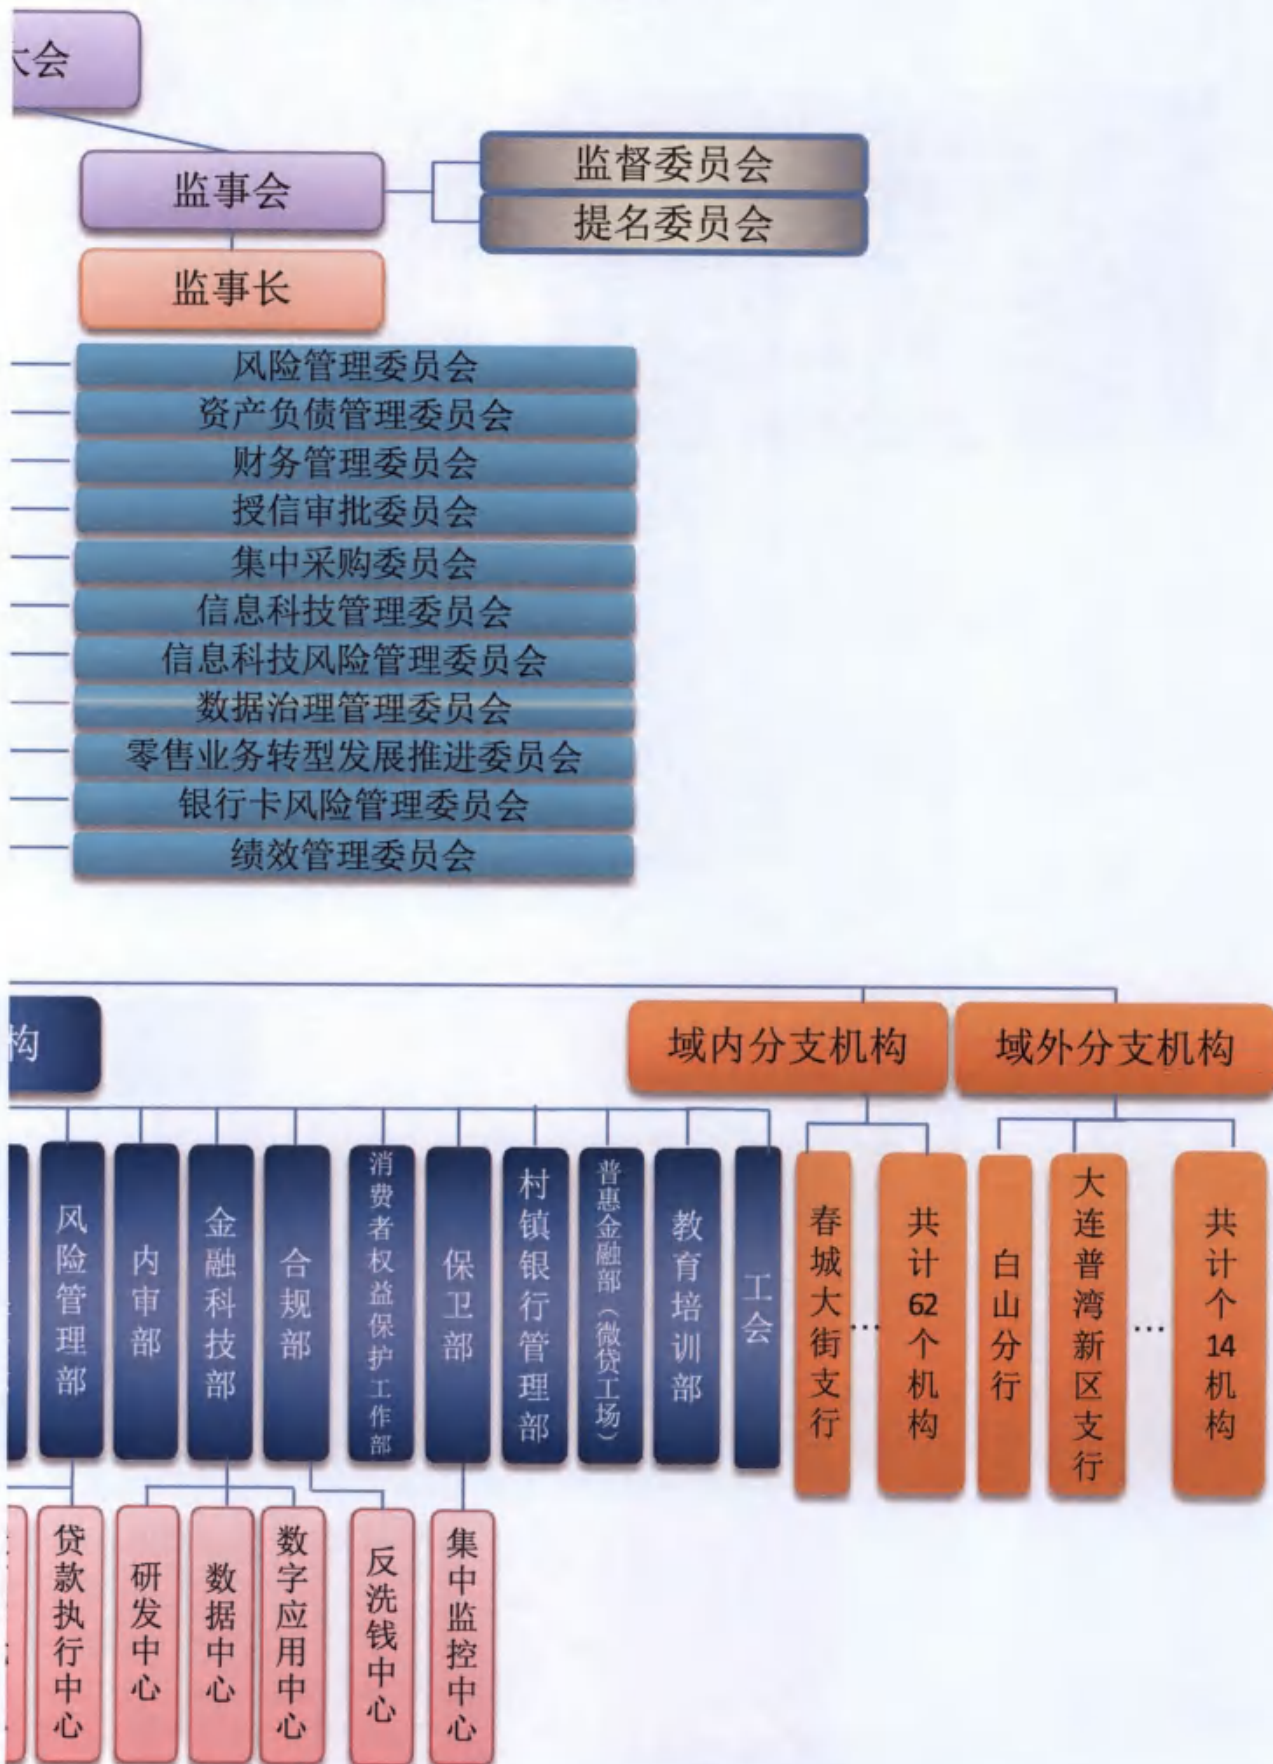 大会
监事会
监督委员会
提名委员会
监事长
风险管理委员会
资产负债管理委员会
财务管理委员会
授信审批委员会
集中采购委员会
信息科技管理委员会
信息科技风险管理委员会
数据治理管理委员会
零售业务转型发展推进委员会
银行卡风险管理委员会
绩效管理委员会
构
域内分支机构
域外分支机构
风险管理部
内审部
金融科技部
合规部
消费者权益保护工作部
保卫部
村镇银行管理部
普惠金融部（微贷工场）
教育培训部
工会
春城大街支行
...
共计62个机构
白山分行
大连普湾新区支行
...
共计个14机构
贷款执行中心
研发中心
数据中心
数字应用中心
反洗钱中心
集中监控中心